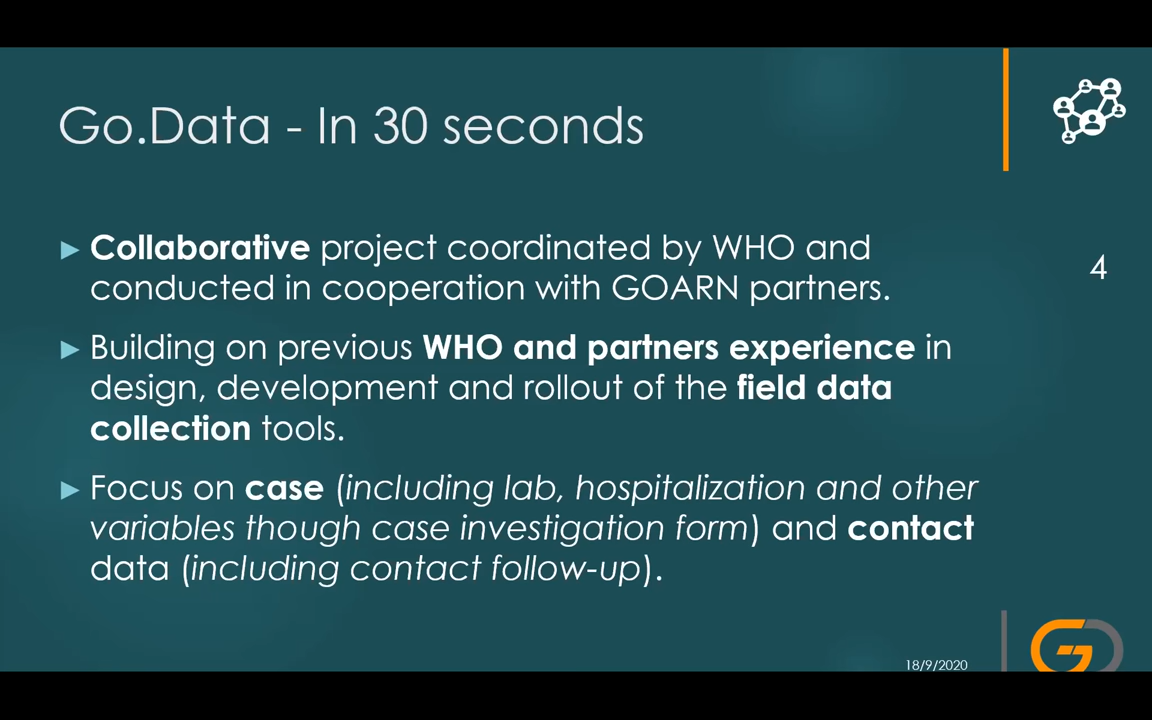 Go.Data - In 30 seconds
► Collaborative project coordinated by WHO and
conducted in cooperation with GOARN partners.
4
► Building on previous WHO and partners experience in
design, development and rollout of the field data
collection tools.
► Focus on case (including lab, hospitalization and other
variables though case investigation form) and contact
data (including contact follow-up).
18/9/2020